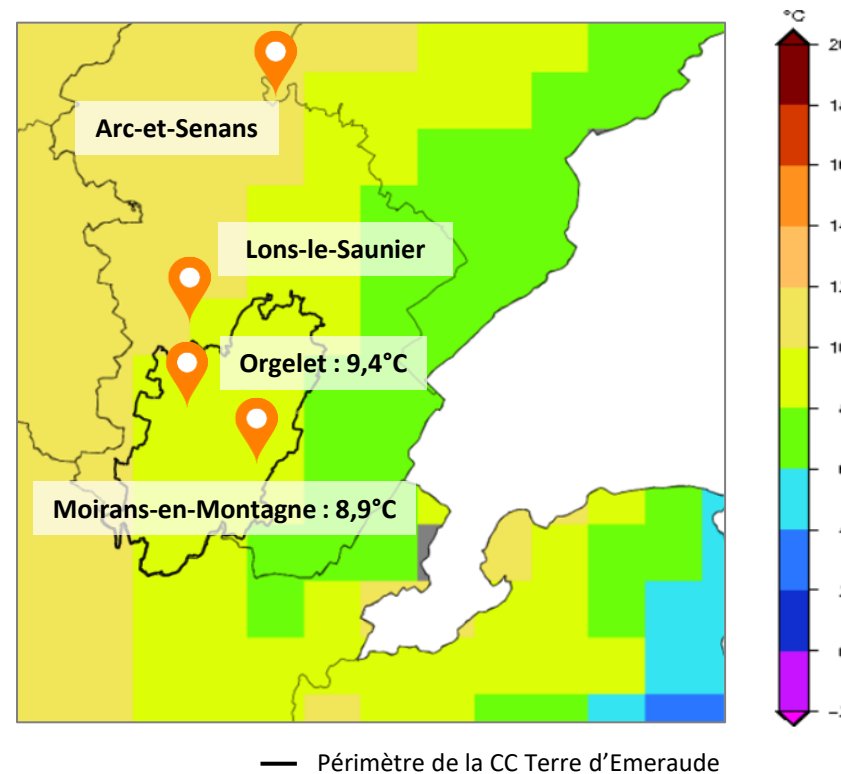 °C
Arc-et-Senans
Lons-le-Saunier
Orgelet : 9,4°C
Moirans-en-Montagne : 8,9°C
Périmètre de la CC Terre d’Emeraude